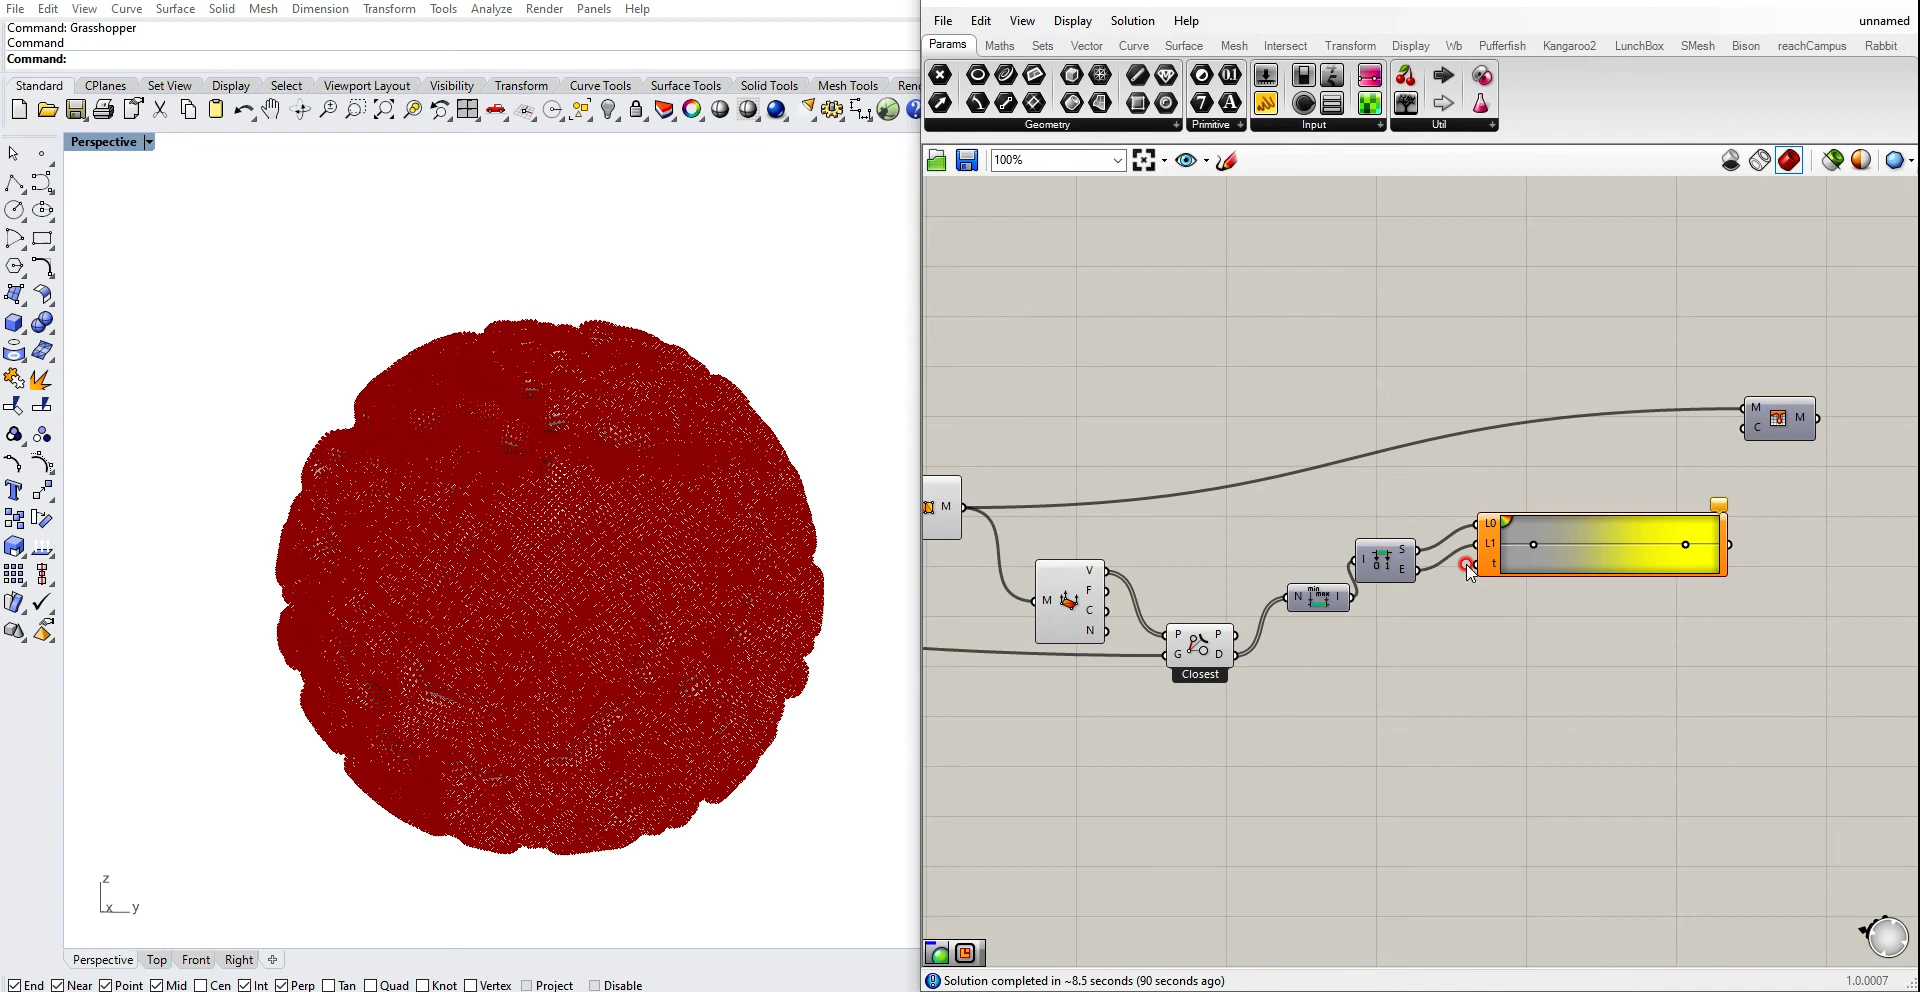 File Edit View Curve Surface Solid Mesh Dimension Transform Tools Analyze Render Panels Help
Command: Grasshopper
Command
Command:
Standard CPlanes Set View Display Select Viewport Layout Visibility Transform Curve Tools Surface Tools Solid Tools Mesh Tools Ren
Perspective
z
x y
Perspective Top Front Right
End Near Point Mid Cen Int Perp Tan Quad Knot Vertex Project Disable
File Edit View Display Solution Help unnamed
Params Maths Sets Vector Curve Surface Mesh Intersect Transform Display Wb Pufferfish Kangaroo2 LunchBox SMesh Bison reachCampus Rabbit
Geometry Primitive Input Util
100%
M M
C
M
L0
L1
t
I S
E
0 1
min
max
N I
M V
F
C
N
P P
G D
Closest
Solution completed in ~8.5 seconds (90 seconds ago) 1.0.0007